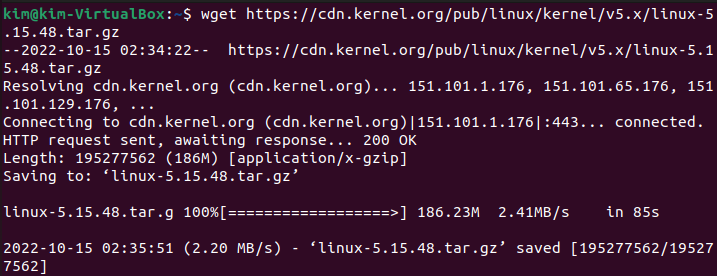 kim@kim-VirtualBox:~$ wget https://cdn.kernel.org/pub/linux/kernel/v5.x/linux-5
.15.48.tar.gz
--2022-10-15 02:34:22--  https://cdn.kernel.org/pub/linux/kernel/v5.x/linux-5.1
5.48.tar.gz
Resolving cdn.kernel.org (cdn.kernel.org)... 151.101.1.176, 151.101.65.176, 151
.101.129.176, ...
Connecting to cdn.kernel.org (cdn.kernel.org)|151.101.1.176|:443... connected.
HTTP request sent, awaiting response... 200 OK
Length: 195277562 (186M) [application/x-gzip]
Saving to: ‘linux-5.15.48.tar.gz’
linux-5.15.48.tar.g 100%[==================>] 186.23M  2.41MB/s    in 85s
2022-10-15 02:35:51 (2.20 MB/s) - ‘linux-5.15.48.tar.gz’ saved [195277562/19527
7562]